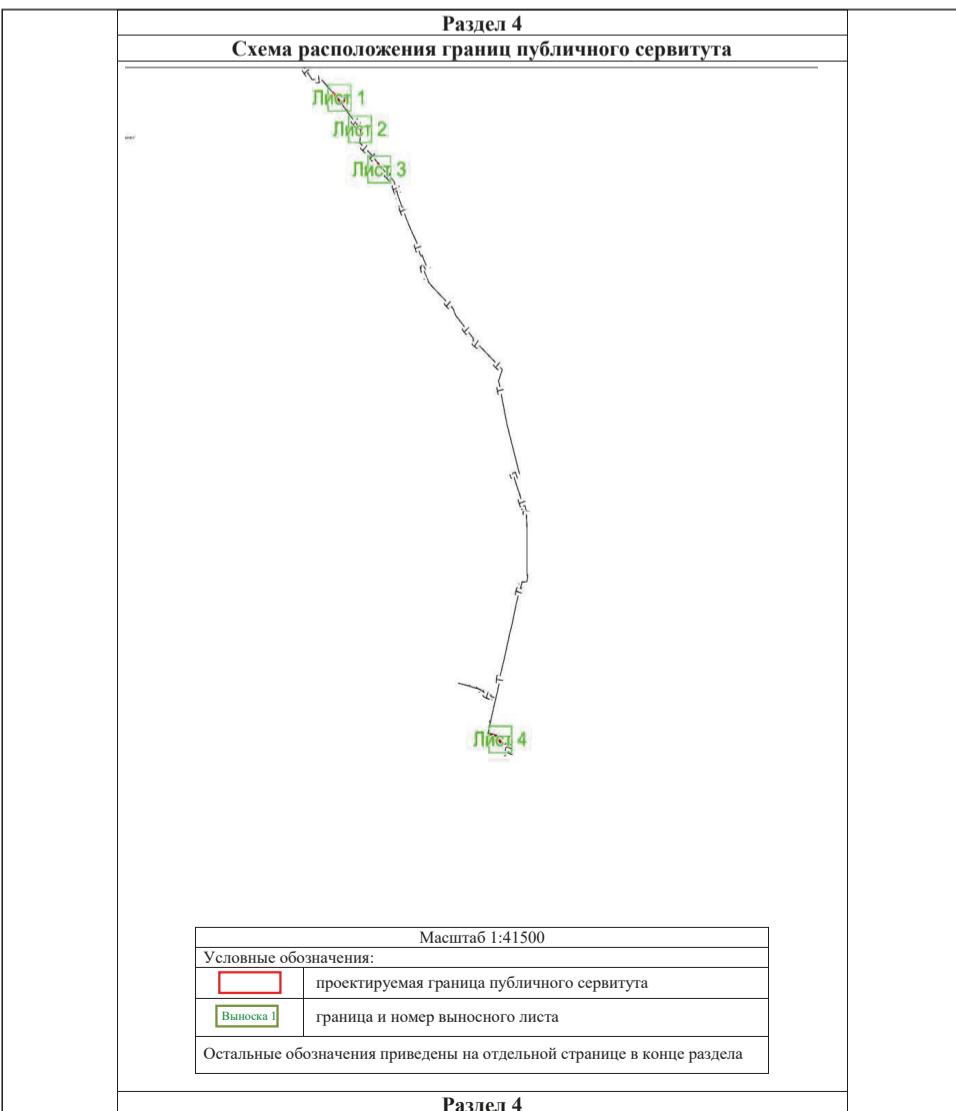 Раздел 4
Схема расположения границ публичного сервитута
Лист 1
Лист 2
Лист 3
Лист 4
Масштаб 1:41500
Условные обозначения:
проектируемая граница публичного сервитута
Выноска 1
граница и номер выносного листа
Остальные обозначения приведены на отдельной странице в конце раздела
Раздел 4